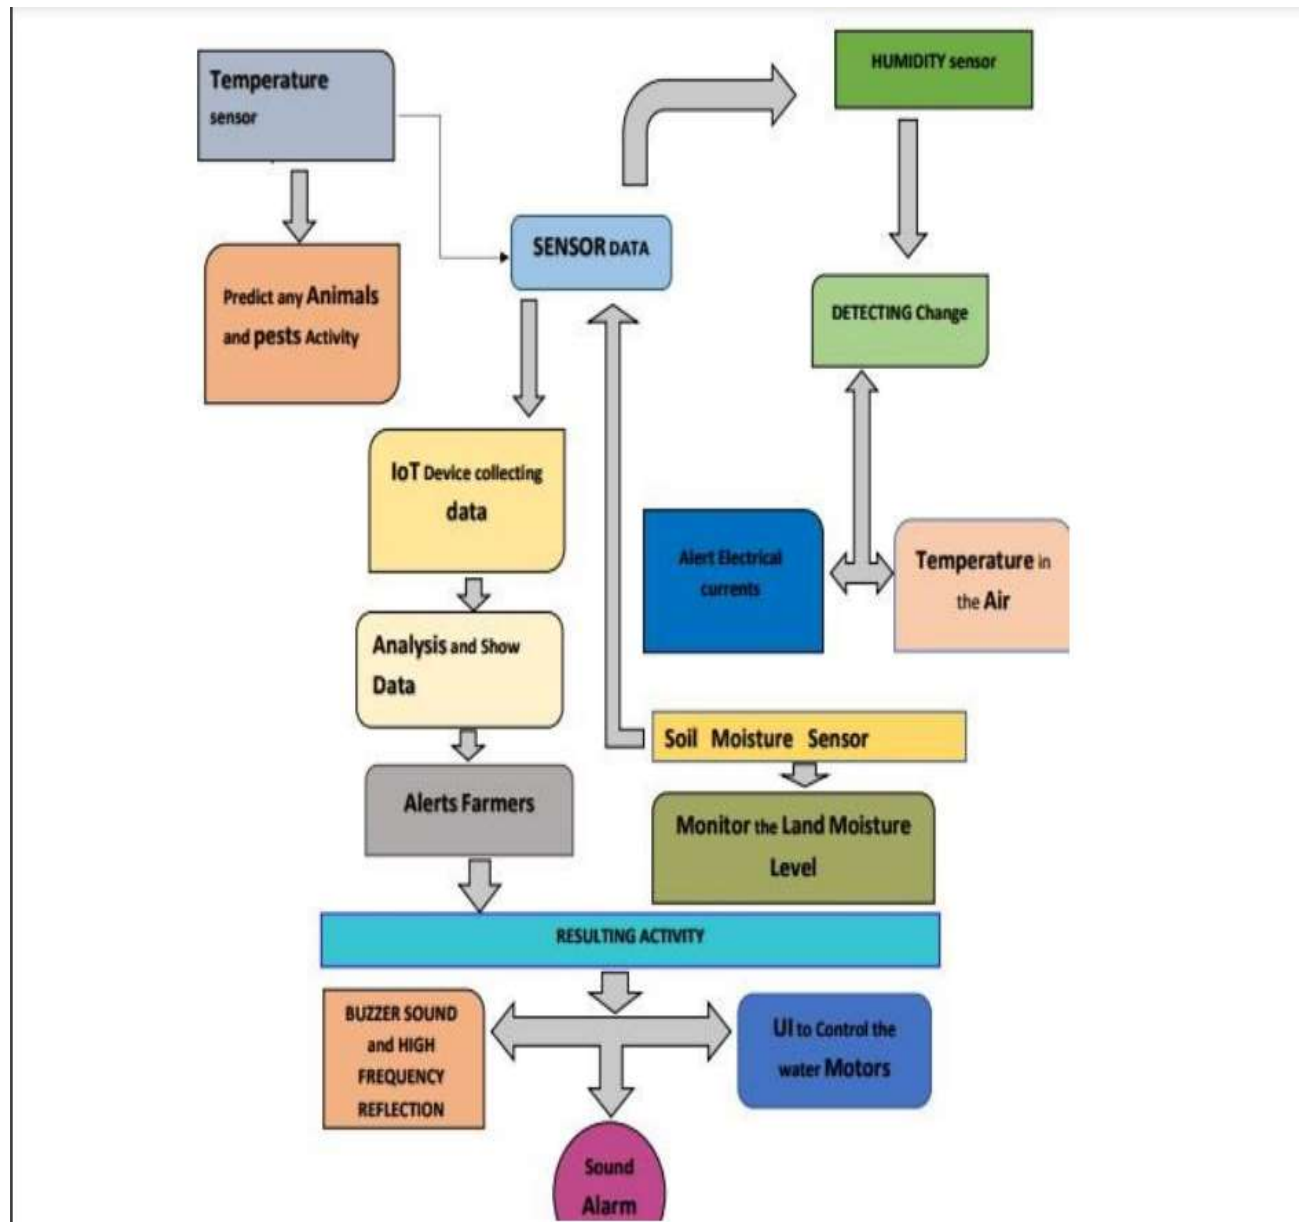 Temperature
sensor
HUMIDITY sensor
SENSOR DATA
Predict any Animals
and pests Activity
DETECTING Change
IoT Device collecting
data
Alert Electrical
currents
Temperature in
the Air
Analysis and Show
Data
Soil Moisture Sensor
Alerts Farmers
Monitor the Land Moisture
Level
RESULTING ACTIVITY
BUZZER SOUND
and HIGH
FREQUENCY
REFLECTION
UI to Control the
water Motors
Sound
Alarm